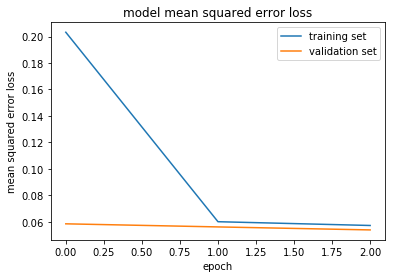 model mean squared error loss
training set
validation set
mean squared error loss
0.20
0.18
0.16
0.14
0.12
0.10
0.08
0.06
0.00 0.25 0.50 0.75 1.00 1.25 1.50 1.75 2.00
epoch